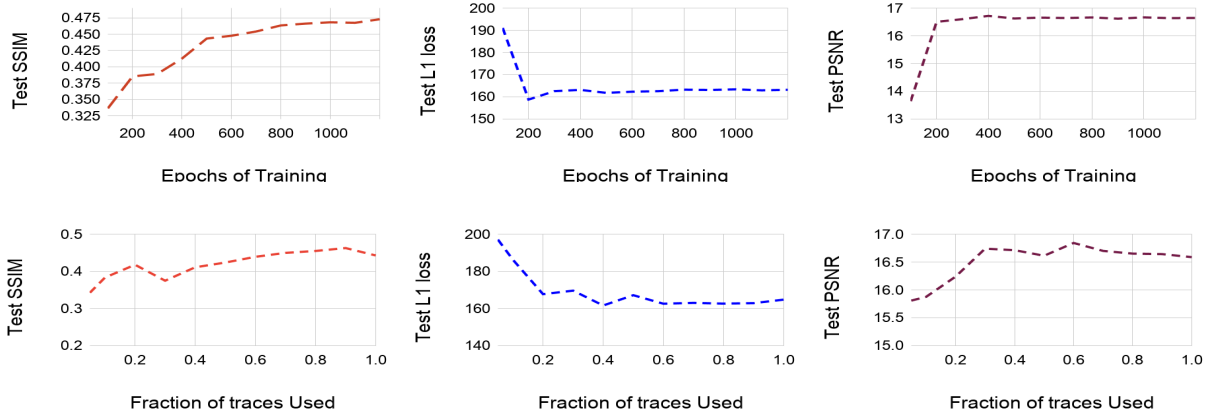 Test SSIM
0.475
0.450
0.425
0.400
0.375
0.350
0.325
200 400 600 800 1000
Epochs of Training
Test L1 loss
200
190
180
170
160
150
200 400 600 800 1000
Epochs of Training
Test PSNR
17
16
15
14
13
200 400 600 800 1000
Epochs of Training
Test SSIM
0.5
0.4
0.3
0.2
0.2 0.4 0.6 0.8 1.0
Fraction of traces Used
Test L1 loss
200
180
160
140
0.2 0.4 0.6 0.8 1.0
Fraction of traces Used
Test PSNR
17.0
16.5
16.0
15.5
15.0
0.2 0.4 0.6 0.8 1.0
Fraction of traces Used